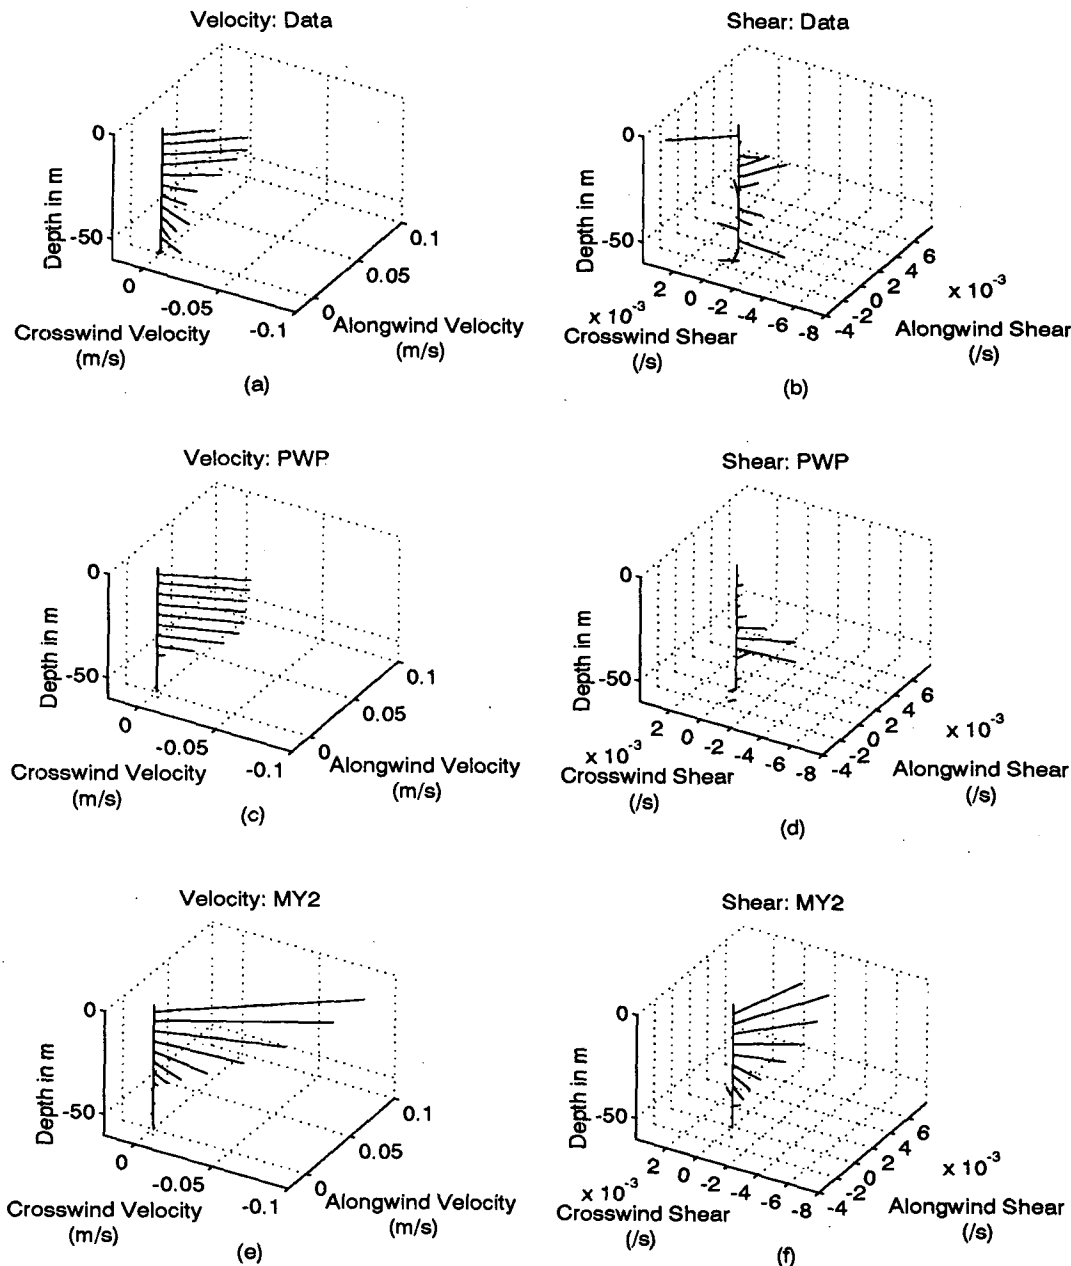 Velocity: Data
0
-50
Depth in m
0
-0.05
-0.1
0
0.05
0.1
Crosswind Velocity
(m/s)
Alongwind Velocity
(m/s)
(a)
Shear: Data
0
-50
Depth in m
2 0 -2 -4 -6 -8
x 10⁻³
-4 -2 0 2 4 6
x 10⁻³
Crosswind Shear
(/s)
Alongwind Shear
(/s)
(b)
Velocity: PWP
0
-50
Depth in m
0
-0.05
-0.1
0
0.05
0.1
Crosswind Velocity
(m/s)
Alongwind Velocity
(m/s)
(c)
Shear: PWP
0
-50
Depth in m
2 0 -2 -4 -6 -8
x 10⁻³
-4 -2 0 2 4 6
x 10⁻³
Crosswind Shear
(/s)
Alongwind Shear
(/s)
(d)
Velocity: MY2
0
-50
Depth in m
0
-0.05
-0.1
0
0.05
0.1
Crosswind Velocity
(m/s)
Alongwind Velocity
(m/s)
(e)
Shear: MY2
0
-50
Depth in m
2 0 -2 -4 -6 -8
x 10⁻³
-4 -2 0 2 4 6
x 10⁻³
Crosswind Shear
(/s)
Alongwind Shear
(/s)
(f)